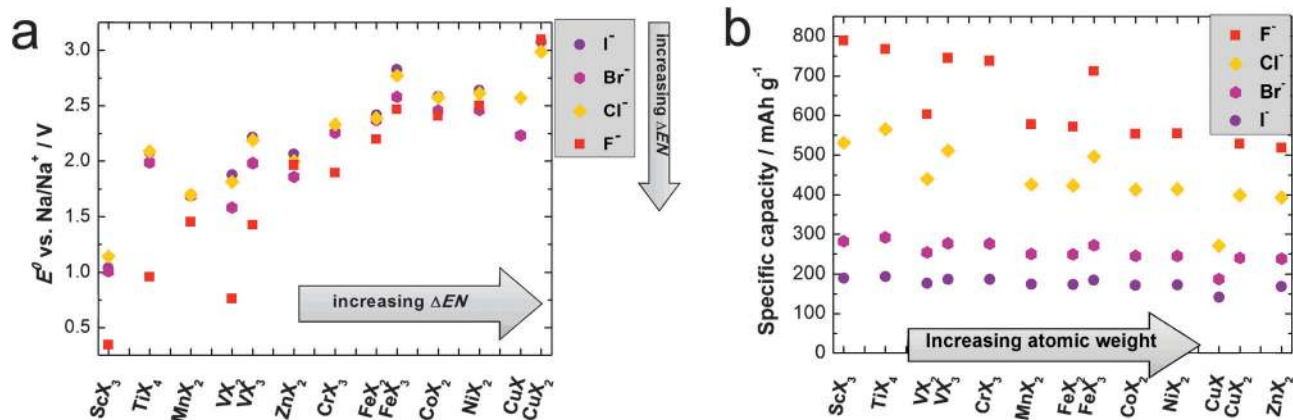 a
3.0
2.5
2.0
1.5
1.0
0.5
E⁰ vs. Na/Na⁺ / V
I⁻
Br⁻
Cl⁻
F⁻
increasing ΔEN
increasing ΔEN
ScX₃
TiX₄
MnX₂
VX₂
VX₃
ZnX₂
CrX₃
FeX₂
FeX₃
CoX₂
NiX₂
CuX
CuX₂
b
800
700
600
500
400
300
200
100
0
Specific capacity / mAh g⁻¹
F⁻
Cl⁻
Br⁻
I⁻
Increasing atomic weight
ScX₃
TiX₄
VX₂
VX₃
CrX₃
MnX₂
FeX₂
FeX₃
CoX₂
NiX₂
CuX
CuX₂
ZnX₂